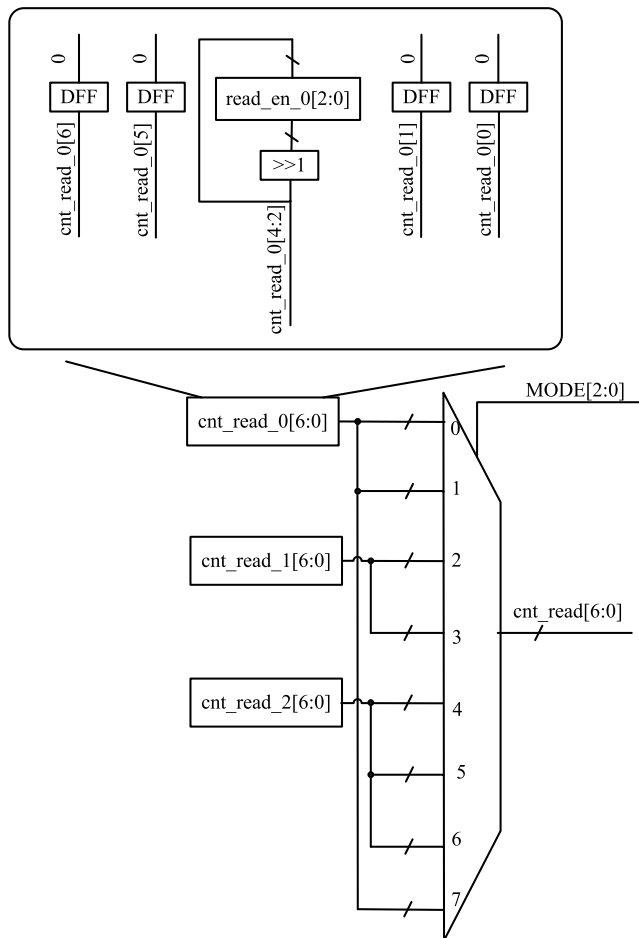 0
0
0
0
DFF
DFF
read_en_0[2:0]
DFF
DFF
cnt_read_0[6]
cnt_read_0[5]
>>1
cnt_read_0[4:2]
cnt_read_0[1]
cnt_read_0[0]
MODE[2:0]
cnt_read_0[6:0]
0
1
cnt_read_1[6:0]
2
cnt_read[6:0]
3
cnt_read_2[6:0]
4
5
6
7